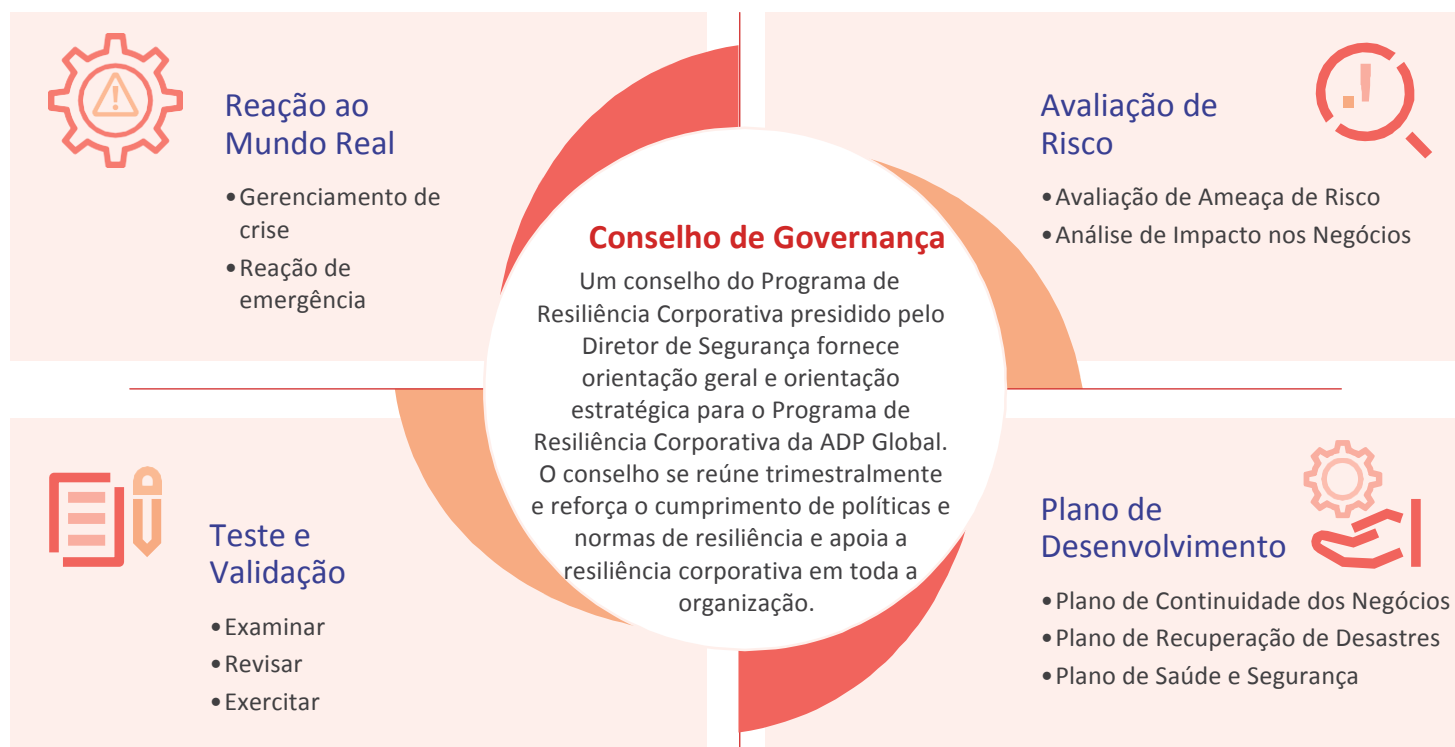 Reação ao
Mundo Real
•Gerenciamento de
crise
•Reação de
emergência
Avaliação de
Risco
•Avaliação de Ameaça de Risco
•Análise de Impacto nos Negócios
Conselho de Governança
Um conselho do Programa de
Resiliência Corporativa presidido pelo
Diretor de Segurança fornece
orientação geral e orientação
estratégica para o Programa de
Resiliência Corporativa da ADP Global.
O conselho se reúne trimestralmente
e reforça o cumprimento de políticas e
normas de resiliência e apoia a
resiliência corporativa em toda a
organização.
Teste e
Validação
•Examinar
•Revisar
•Exercitar
Plano de
Desenvolvimento
•Plano de Continuidade dos Negócios
•Plano de Recuperação de Desastres
•Plano de Saúde e Segurança